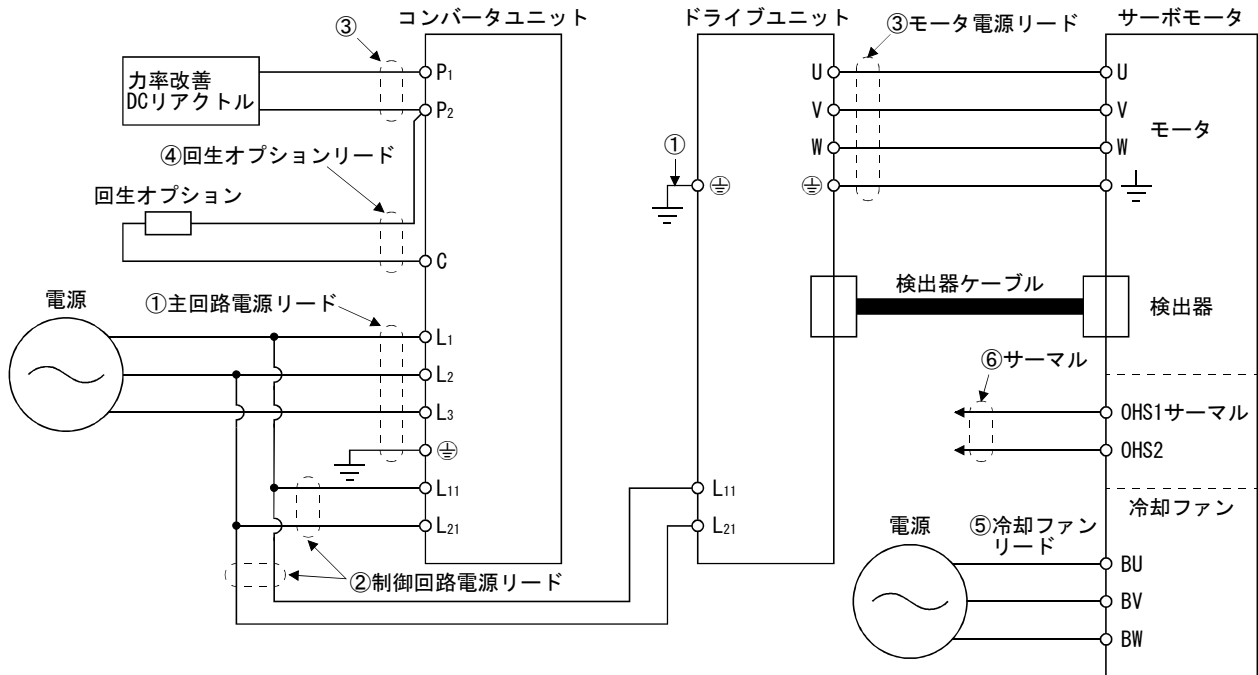 コンバータユニット
ドライブユニット
サーボモータ
③
③モータ電源リード
力率改善
DCリアクトル
P1
P2
U
V
W
U
V
W
モータ
④回生オプションリード
回生オプション
C
①
電源
①主回路電源リード
検出器ケーブル
検出器
L1
L2
L3
⑥サーマル
OHS1サーマル
OHS2
L11
L21
L11
L21
②制御回路電源リード
冷却ファン
電源
⑤冷却ファン
リード
BU
BV
BW